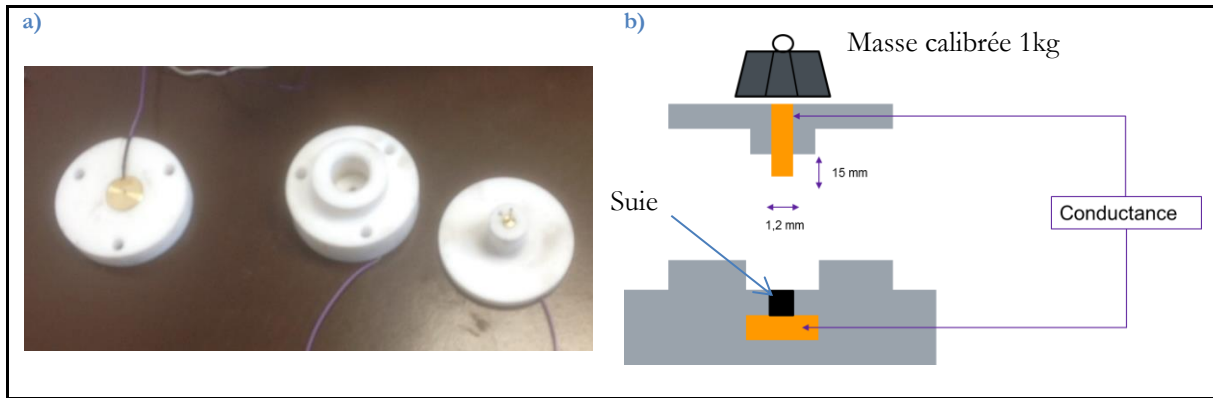 a)
b)
Masse calibrée 1kg
15 mm
Suie
1,2 mm
Conductance